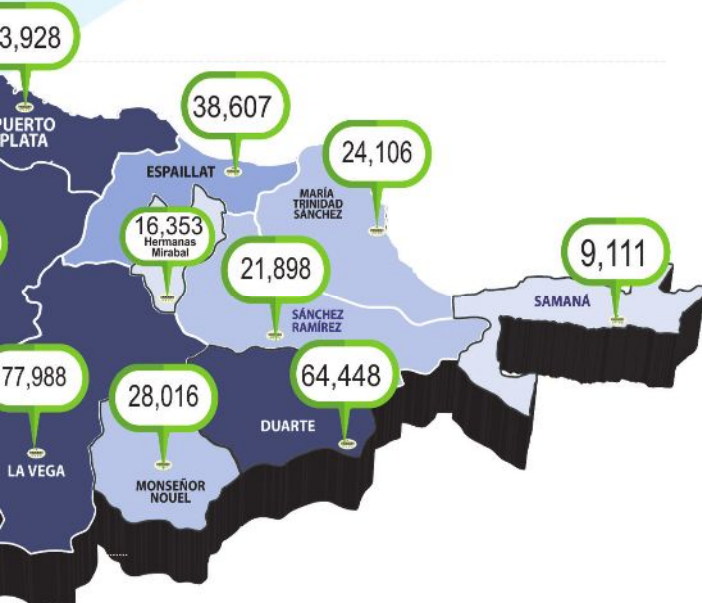 3,928
PUERTO
PLATA
38,607
ESPAILLAT
24,106
MARÍA
TRINIDAD
SÁNCHEZ
16,353
Hermanas
Mirabal
21,898
SÁNCHEZ
RAMÍREZ
9,111
SAMANÁ
77,988
LA VEGA
28,016
MONSEÑOR
NOUEL
64,448
DUARTE